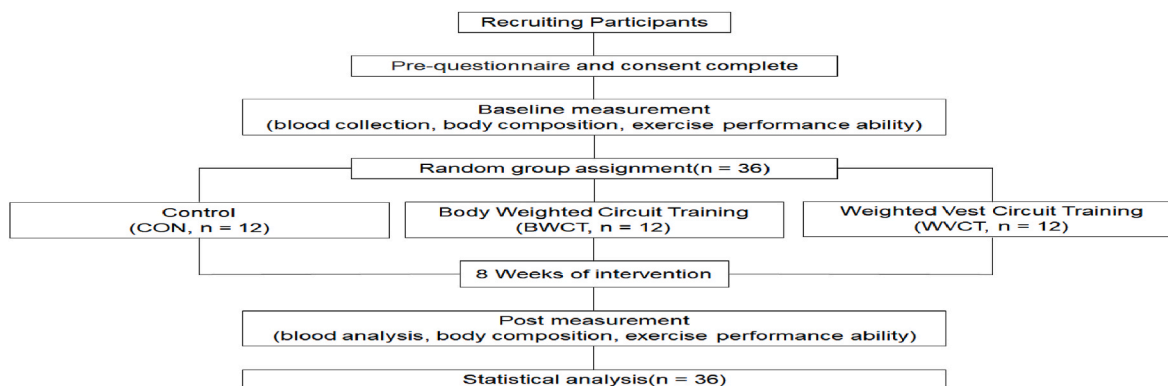 Recruiting Participants
Pre-questionnaire and consent complete
Baseline measurement
(blood collection, body composition, exercise performance ability)
Random group assignment(n = 36)
Control
(CON, n = 12)
Body Weighted Circuit Training
(BWCT, n = 12)
Weighted Vest Circuit Training
(WVCT, n = 12)
8 Weeks of intervention
Post measurement
(blood analysis, body composition, exercise performance ability)
Statistical analysis(n = 36)